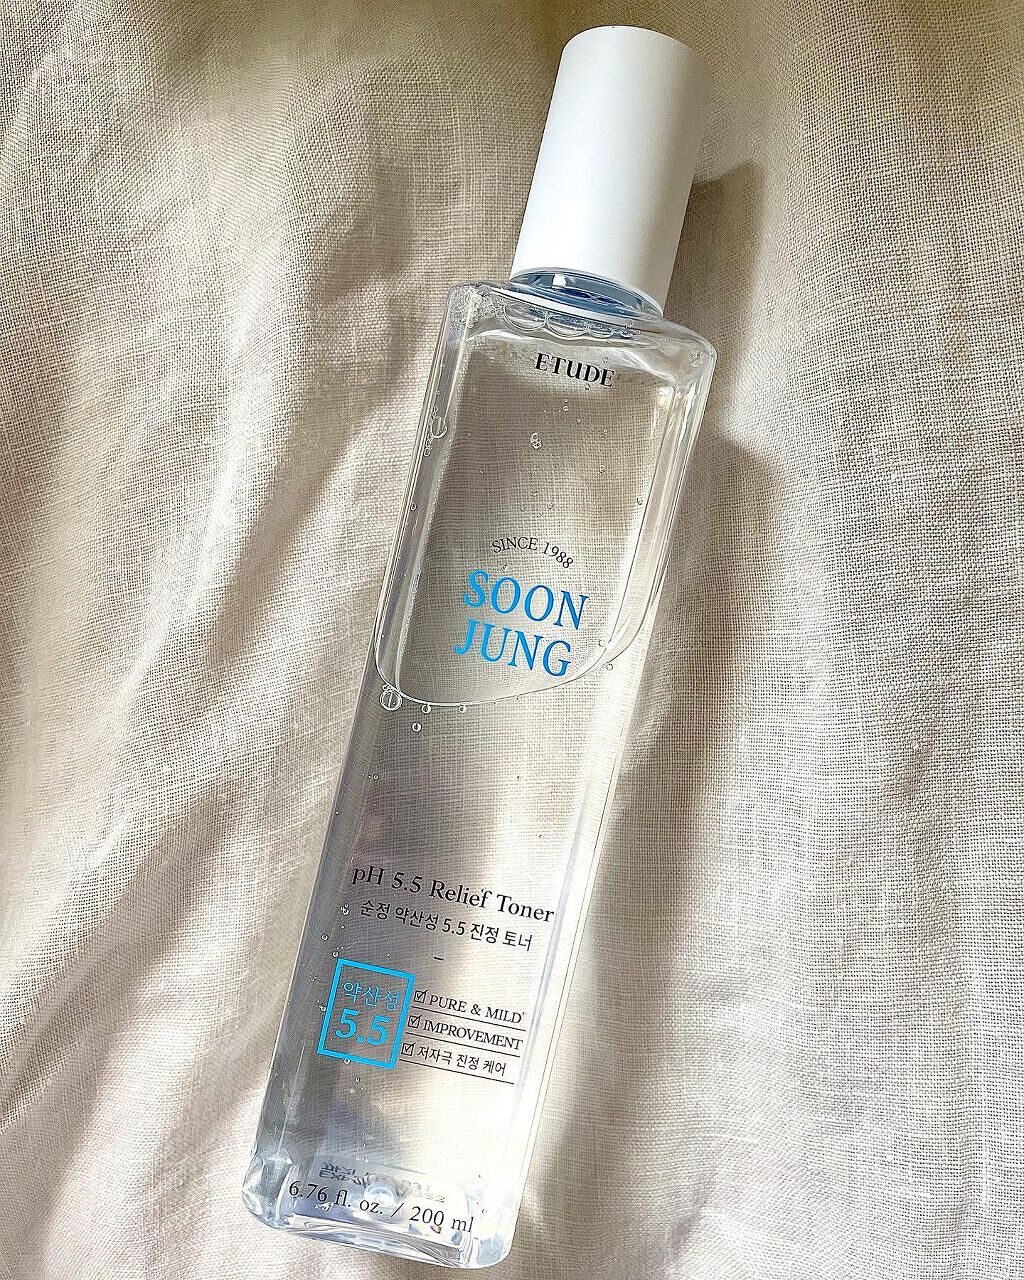 ETUDE
SINCE 1988
SOON
JUNG
pH 5.5 Relief Toner
순정 약산성 5.5 진정 토너
약산성
5.5
☑ PURE & MILD
☑ IMPROVEMENT
☑ 저자극 진정 케어
6.76 fl. oz. / 200 ml